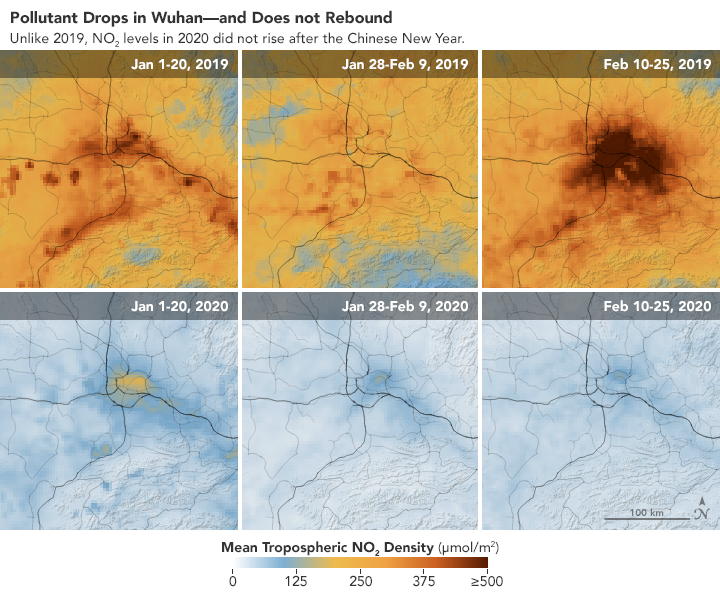 Pollutant Drops in Wuhan—and Does not Rebound
Unlike 2019, NO₂ levels in 2020 did not rise after the Chinese New Year.
Jan 1-20, 2019
Jan 28-Feb 9, 2019
Feb 10-25, 2019
Jan 1-20, 2020
Jan 28-Feb 9, 2020
Feb 10-25, 2020
100 km
N
Mean Tropospheric NO₂ Density (μmol/m²)
0 125 250 375 ≥500